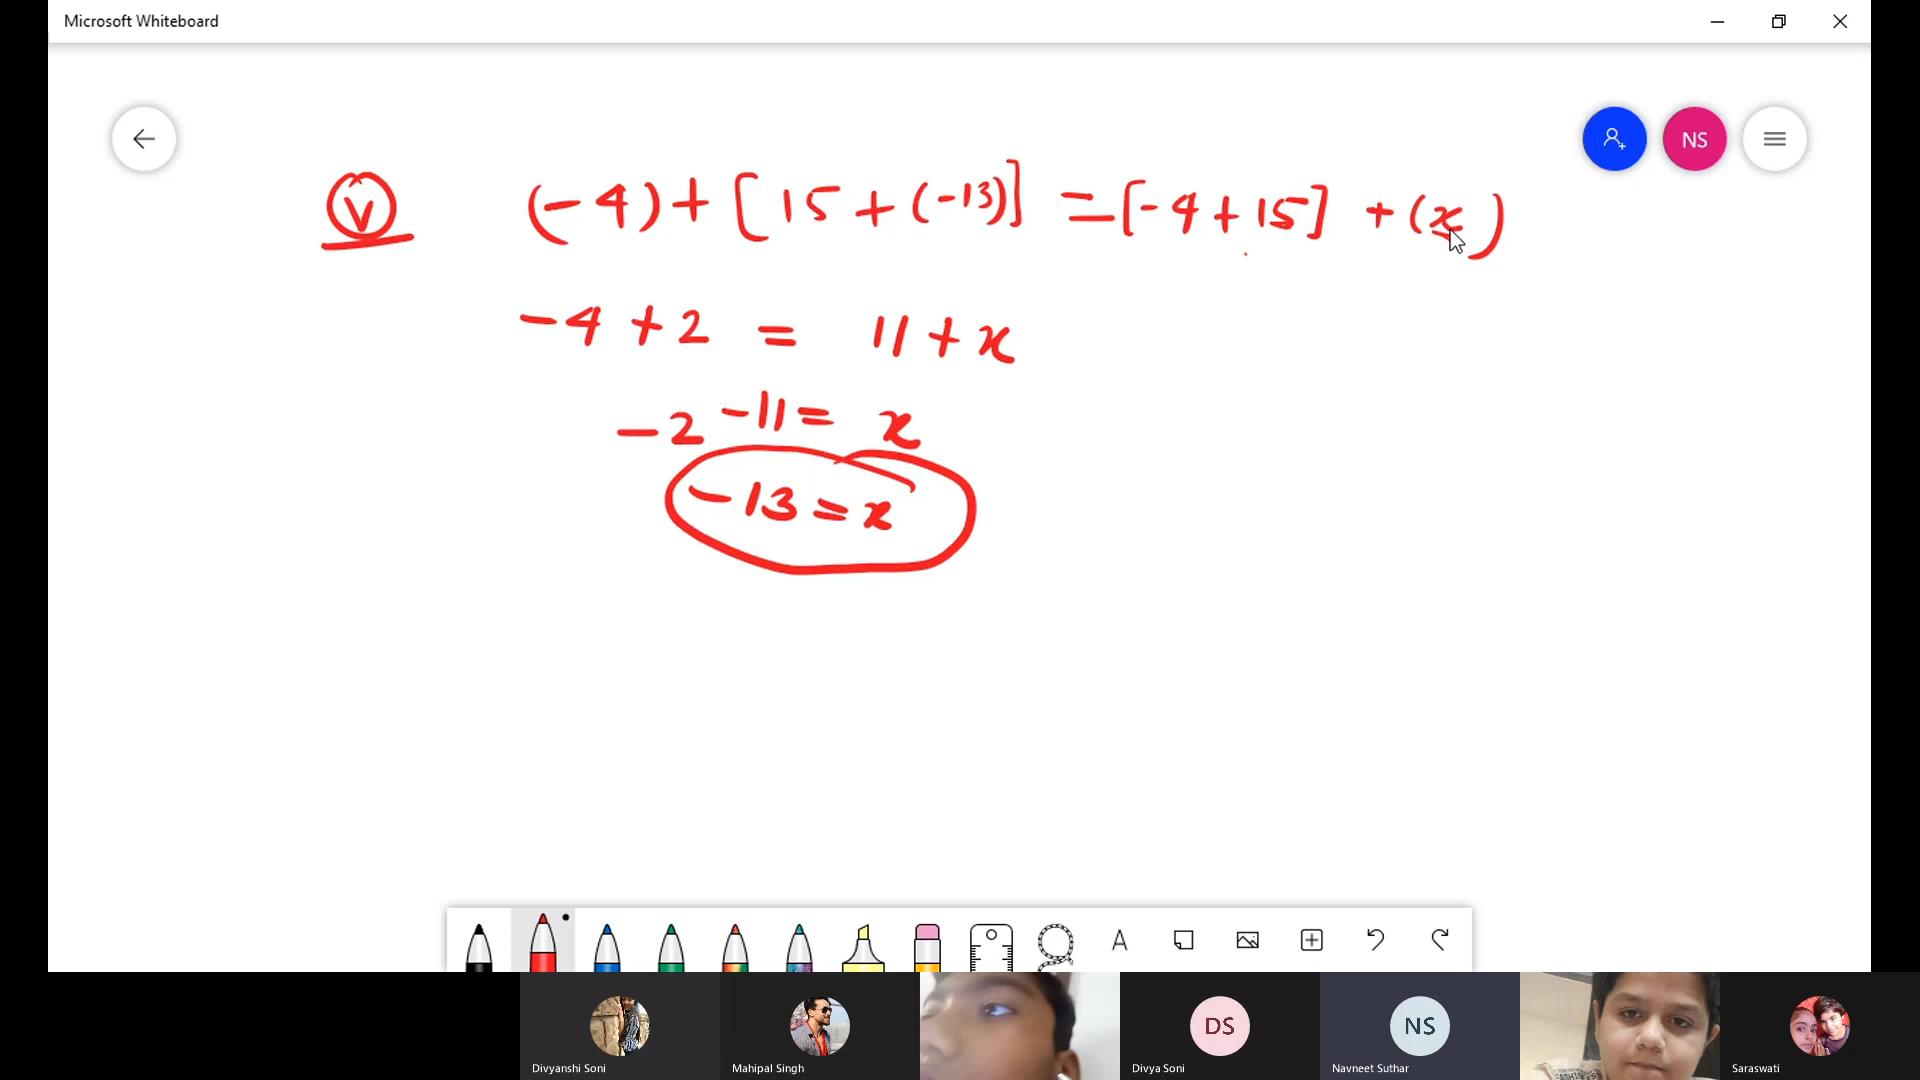 Microsoft Whiteboard
NS
(v) (-4) + [15 + (-13)] = [-4 + 15] + (x)
-4 + 2 = 11 + x
-2 -11 = x
-13 = x
A
DS
NS
Divyanshi Soni
Mahipal Singh
Divya Soni
Navneet Suthar
Saraswati